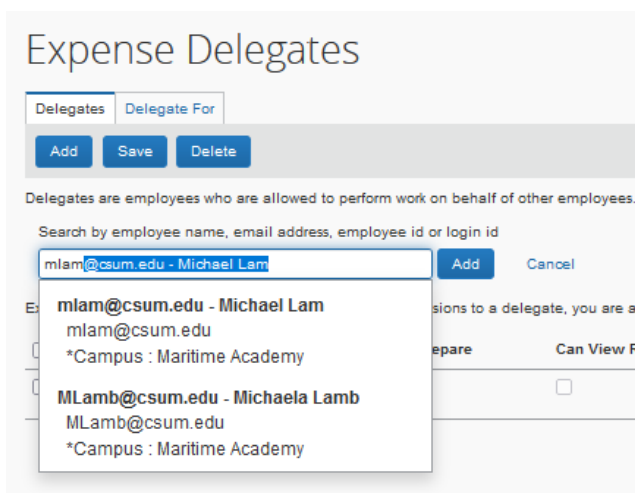 Expense Delegates
Delegates Delegate For
Add Save Delete
Delegates are employees who are allowed to perform work on behalf of other employees.
Search by employee name, email address, employee id or login id
mlam@csum.edu - Michael Lam Add Cancel
mlam@csum.edu - Michael Lam
mlam@csum.edu
*Campus : Maritime Academy
MLamb@csum.edu - Michaela Lamb
MLamb@csum.edu
*Campus : Maritime Academy
to a delegate, you are
Can View